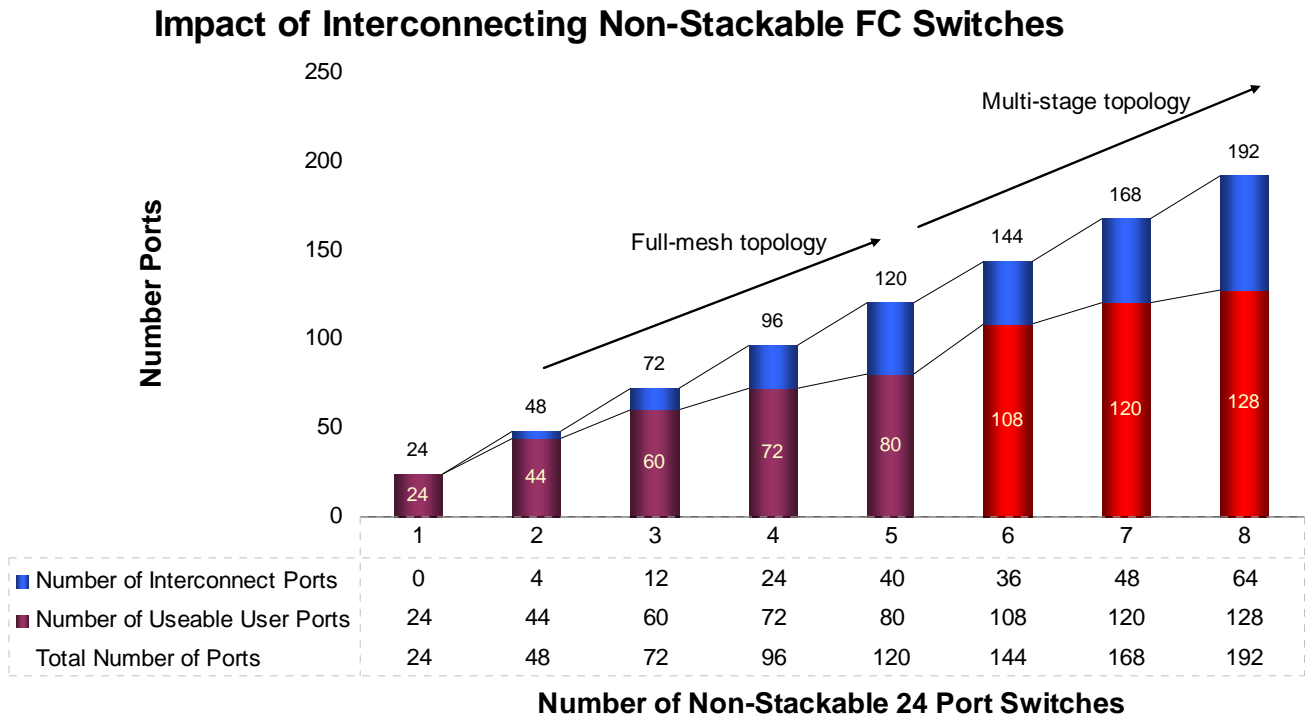 Impact of Interconnecting Non-Stackable FC Switches
Number Ports
250
200
150
100
50
0
Multi-stage topology
Full-mesh topology
24
48
72
96
120
144
168
192
24
44
60
72
80
108
120
128
1 2 3 4 5 6 7 8
Number of Interconnect Ports 0 4 12 24 40 36 48 64
Number of Useable User Ports 24 44 60 72 80 108 120 128
Total Number of Ports 24 48 72 96 120 144 168 192
Number of Non-Stackable 24 Port Switches